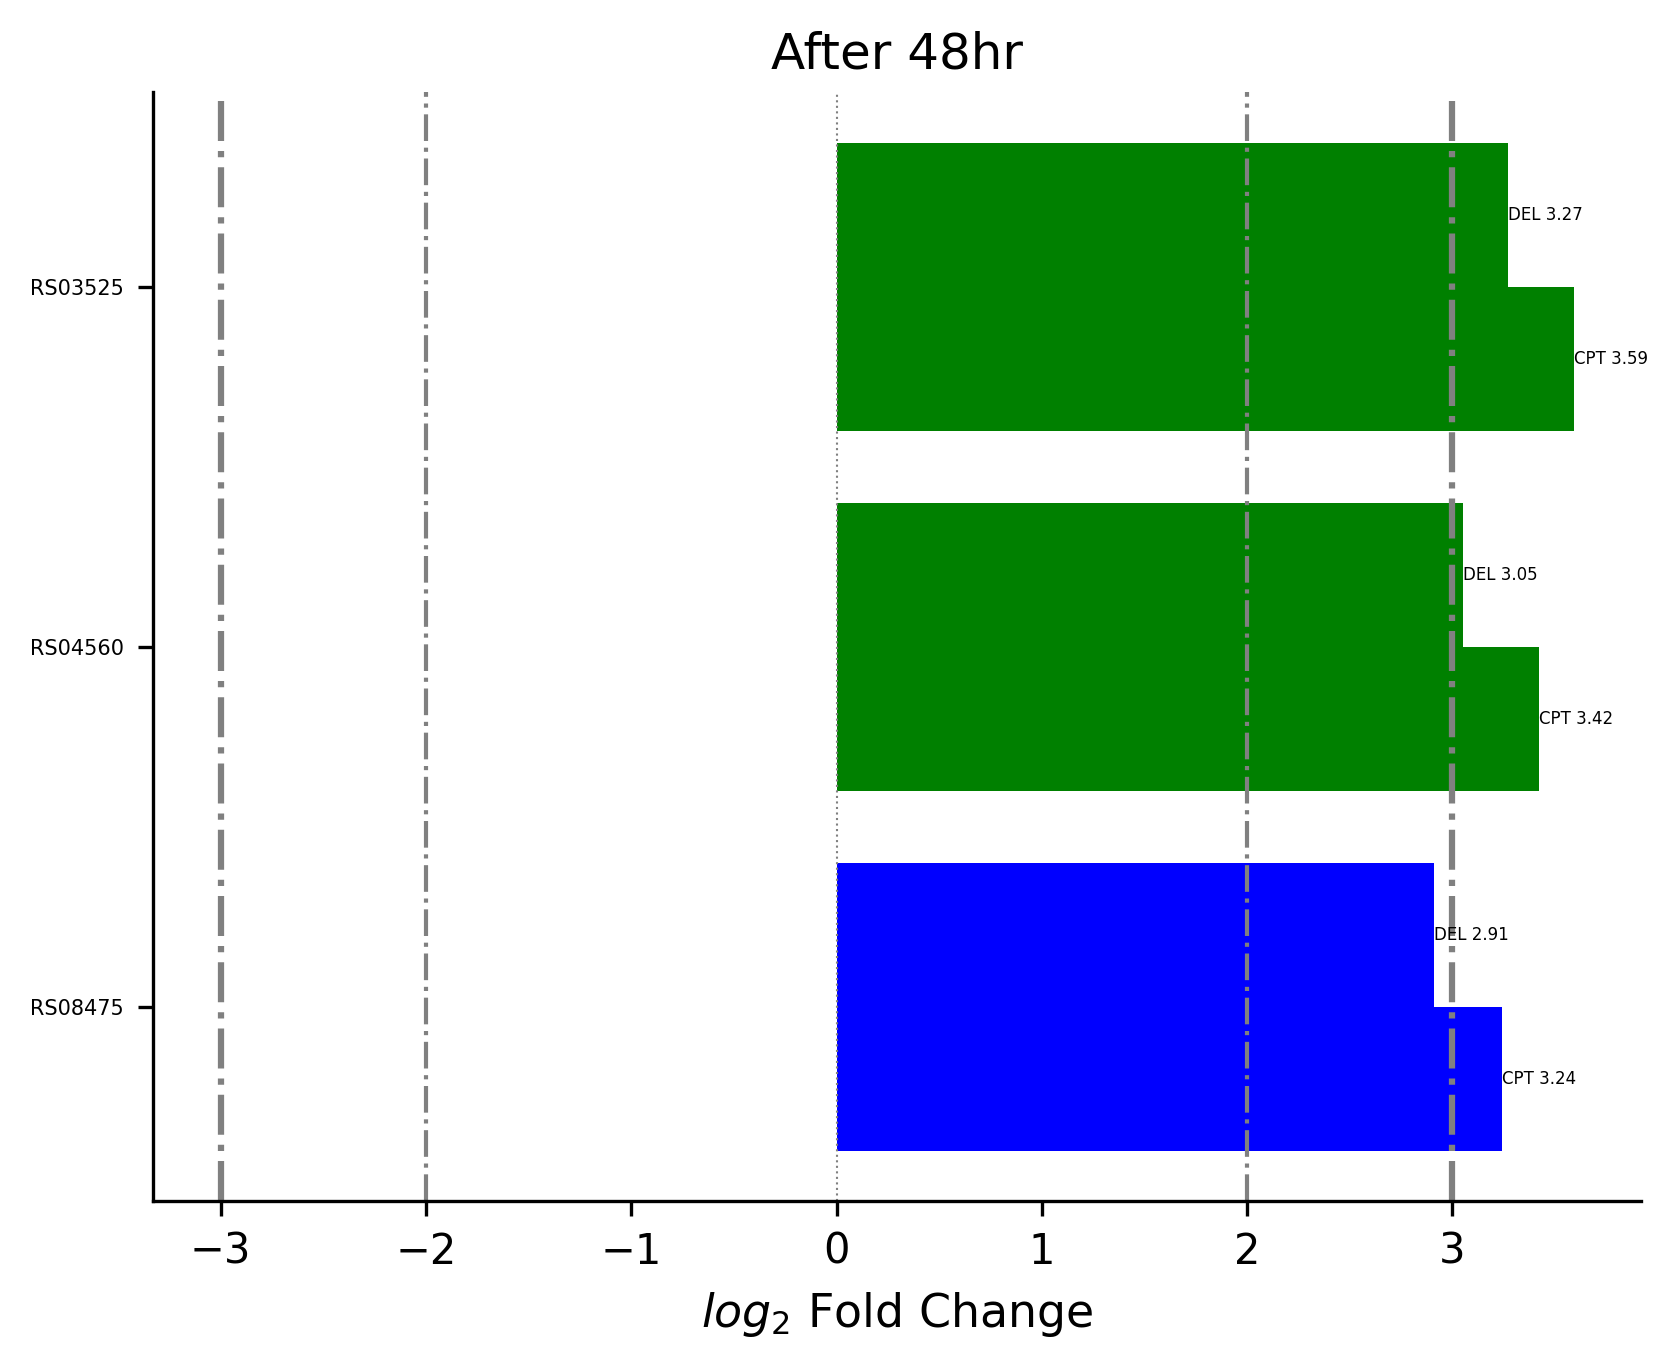 After 48hr
DEL 3.27
RS03525
CPT 3.59
DEL 3.05
RS04560
CPT 3.42
DEL 2.91
RS08475
CPT 3.24
−3 −2 −1 0 1 2 3
log₂ Fold Change